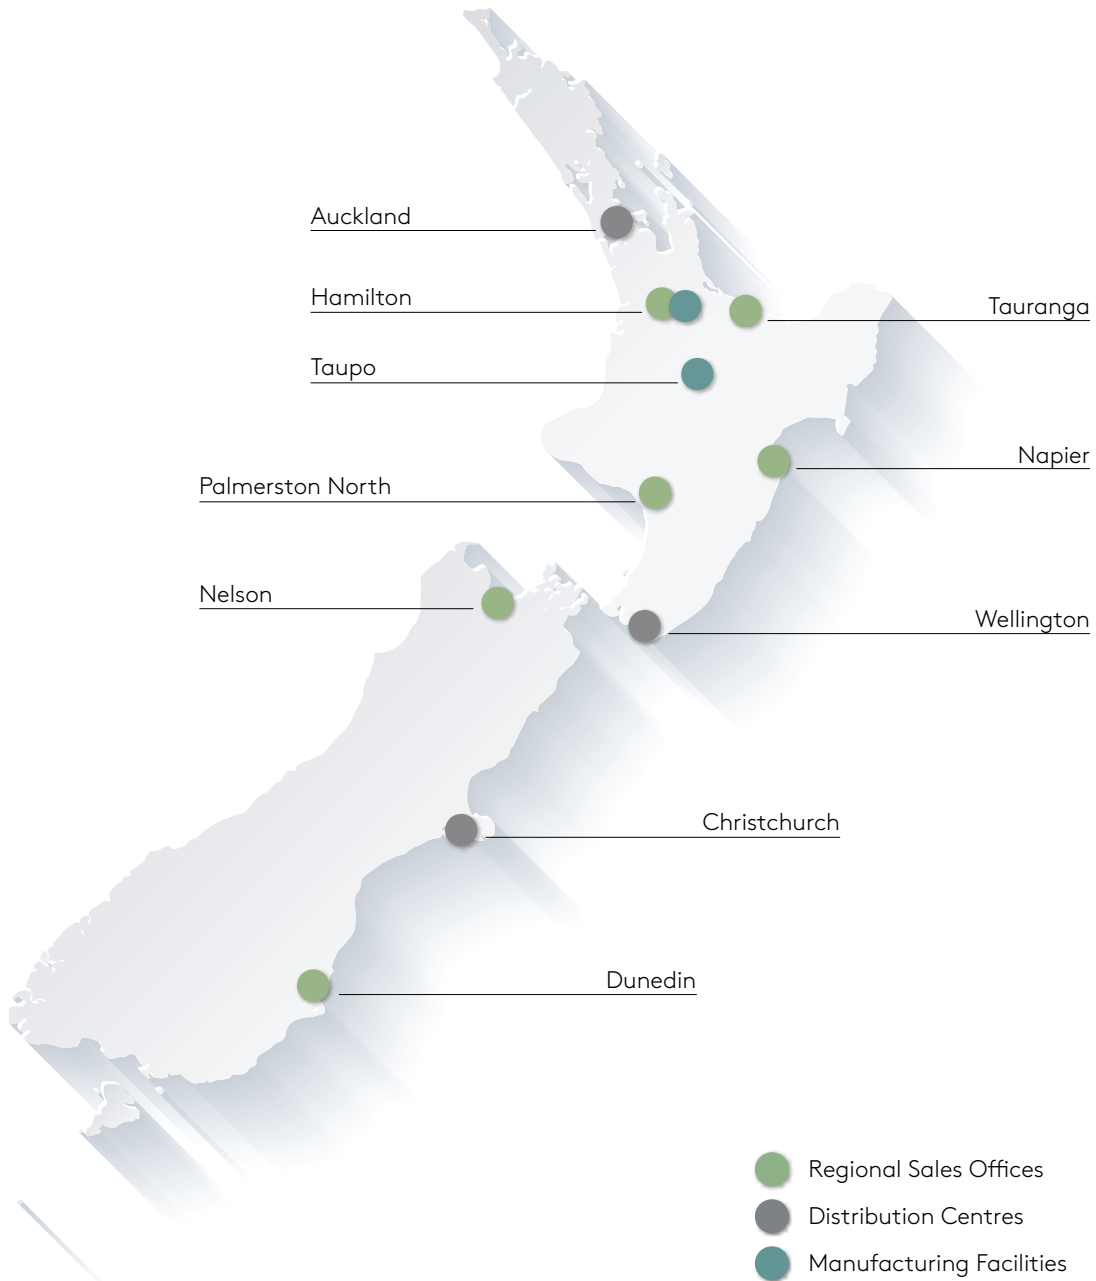 Auckland
Hamilton
Tauranga
Taupo
Napier
Palmerston North
Nelson
Wellington
Christchurch
Dunedin
Regional Sales Offices
Distribution Centres
Manufacturing Facilities